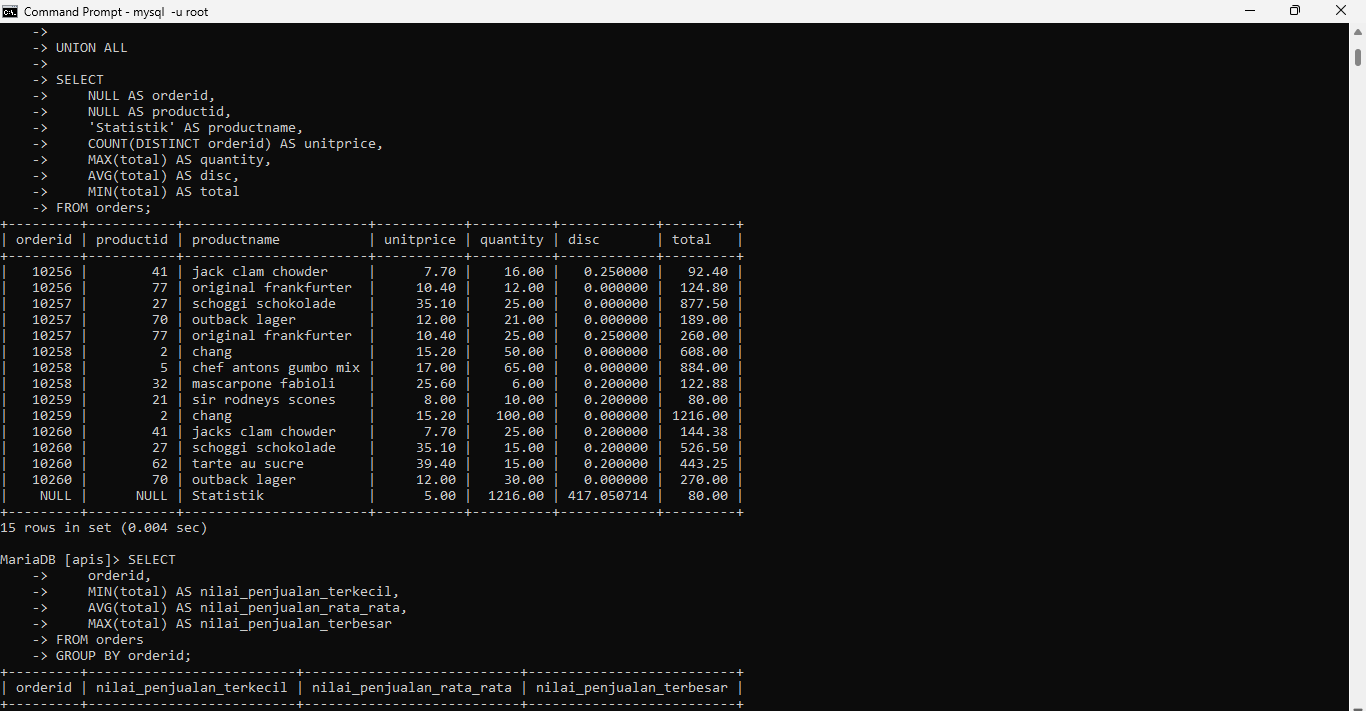 Command Prompt - mysql -u root
->
-> UNION ALL
->
-> SELECT
->     NULL AS orderid,
->     NULL AS productid,
->     'Statistik' AS productname,
->     COUNT(DISTINCT orderid) AS unitprice,
->     MAX(total) AS quantity,
->     AVG(total) AS disc,
->     MIN(total) AS total
-> FROM orders;
+---------+-----------+-----------------------+-----------+----------+------------+---------+
| orderid | productid | productname           | unitprice | quantity | disc       | total   |
+---------+-----------+-----------------------+-----------+----------+------------+---------+
|   10256 |        41 | jack clam chowder     |      7.70 |    16.00 |   0.250000 |   92.40 |
|   10256 |        77 | original frankfurter  |     10.40 |    12.00 |   0.000000 |  124.80 |
|   10257 |        27 | schoggi schokolade    |     35.10 |    25.00 |   0.000000 |  877.50 |
|   10257 |        70 | outback lager         |     12.00 |    21.00 |   0.000000 |  189.00 |
|   10257 |        77 | original frankfurter  |     10.40 |    25.00 |   0.250000 |  260.00 |
|   10258 |         2 | chang                 |     15.20 |    50.00 |   0.000000 |  608.00 |
|   10258 |         5 | chef antons gumbo mix |     17.00 |    65.00 |   0.000000 |  884.00 |
|   10258 |        32 | mascarpone fabioli    |     25.60 |     6.00 |   0.200000 |  122.88 |
|   10259 |        21 | sir rodneys scones    |      8.00 |    10.00 |   0.200000 |   80.00 |
|   10259 |         2 | chang                 |     15.20 |   100.00 |   0.000000 | 1216.00 |
|   10260 |        41 | jacks clam chowder    |      7.70 |    25.00 |   0.200000 |  144.38 |
|   10260 |        27 | schoggi schokolade    |     35.10 |    15.00 |   0.200000 |  526.50 |
|   10260 |        62 | tarte au sucre        |     39.40 |    15.00 |   0.200000 |  443.25 |
|   10260 |        70 | outback lager         |     12.00 |    30.00 |   0.000000 |  270.00 |
|    NULL |      NULL | Statistik             |      5.00 |  1216.00 | 417.050714 |   80.00 |
+---------+-----------+-----------------------+-----------+----------+------------+---------+
15 rows in set (0.004 sec)
MariaDB [apis]> SELECT
->     orderid,
->     MIN(total) AS nilai_penjualan_terkecil,
->     AVG(total) AS nilai_penjualan_rata_rata,
->     MAX(total) AS nilai_penjualan_terbesar
-> FROM orders
-> GROUP BY orderid;
+---------+--------------------------+---------------------------+--------------------------+
| orderid | nilai_penjualan_terkecil | nilai_penjualan_rata_rata | nilai_penjualan_terbesar |
+---------+--------------------------+---------------------------+--------------------------+